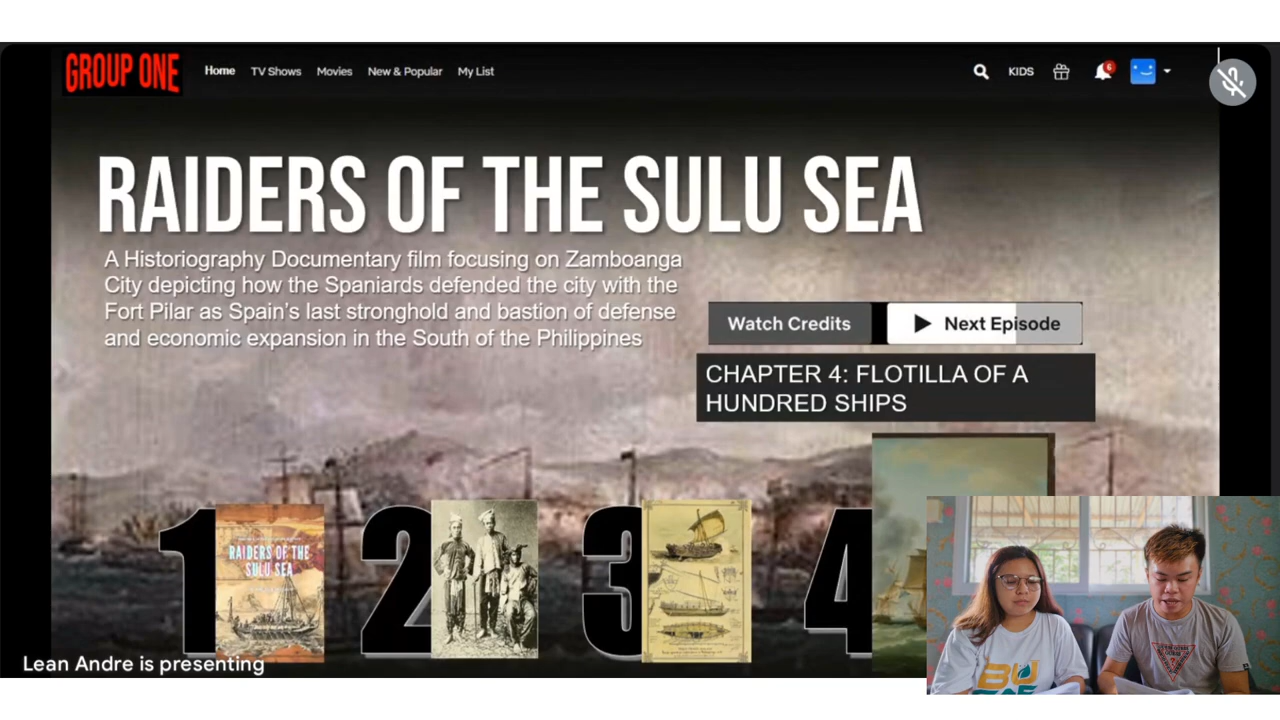 GROUP ONE
Home TV Shows Movies New & Popular My List
KIDS
6
RAIDERS OF THE SULU SEA
A Historiography Documentary film focusing on Zamboanga
City depicting how the Spaniards defended the city with the
Fort Pilar as Spain's last stronghold and bastion of defense
and economic expansion in the South of the Philippines
Watch Credits
Next Episode
CHAPTER 4: FLOTILLA OF A
HUNDRED SHIPS
1
RAIDERS OF THE
SULU SEA
2
3
4
Lean Andre is presenting
BU